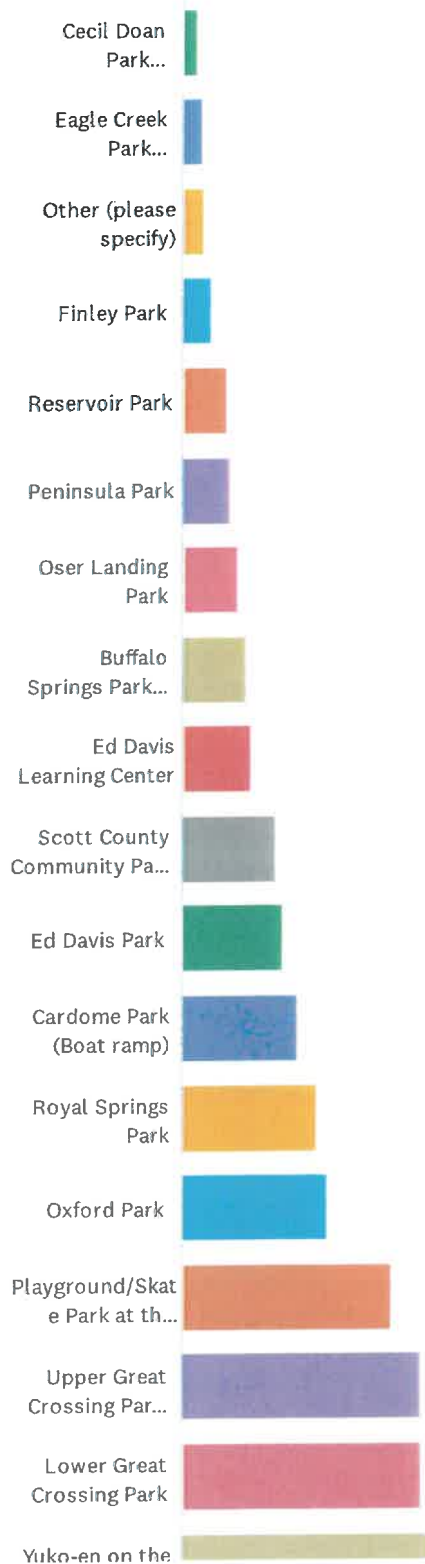 Cecil Doan
Park...
Eagle Creek
Park...
Other (please
specify)
Finley Park
Reservoir Park
Peninsula Park
Oser Landing
Park
Buffalo
Springs Park...
Ed Davis
Learning Center
Scott County
Community Pa...
Ed Davis Park
Cardome Park
(Boat ramp)
Royal Springs
Park
Oxford Park
Playground/Skat
e Park at th...
Upper Great
Crossing Par...
Lower Great
Crossing Park
Yuko-en on the